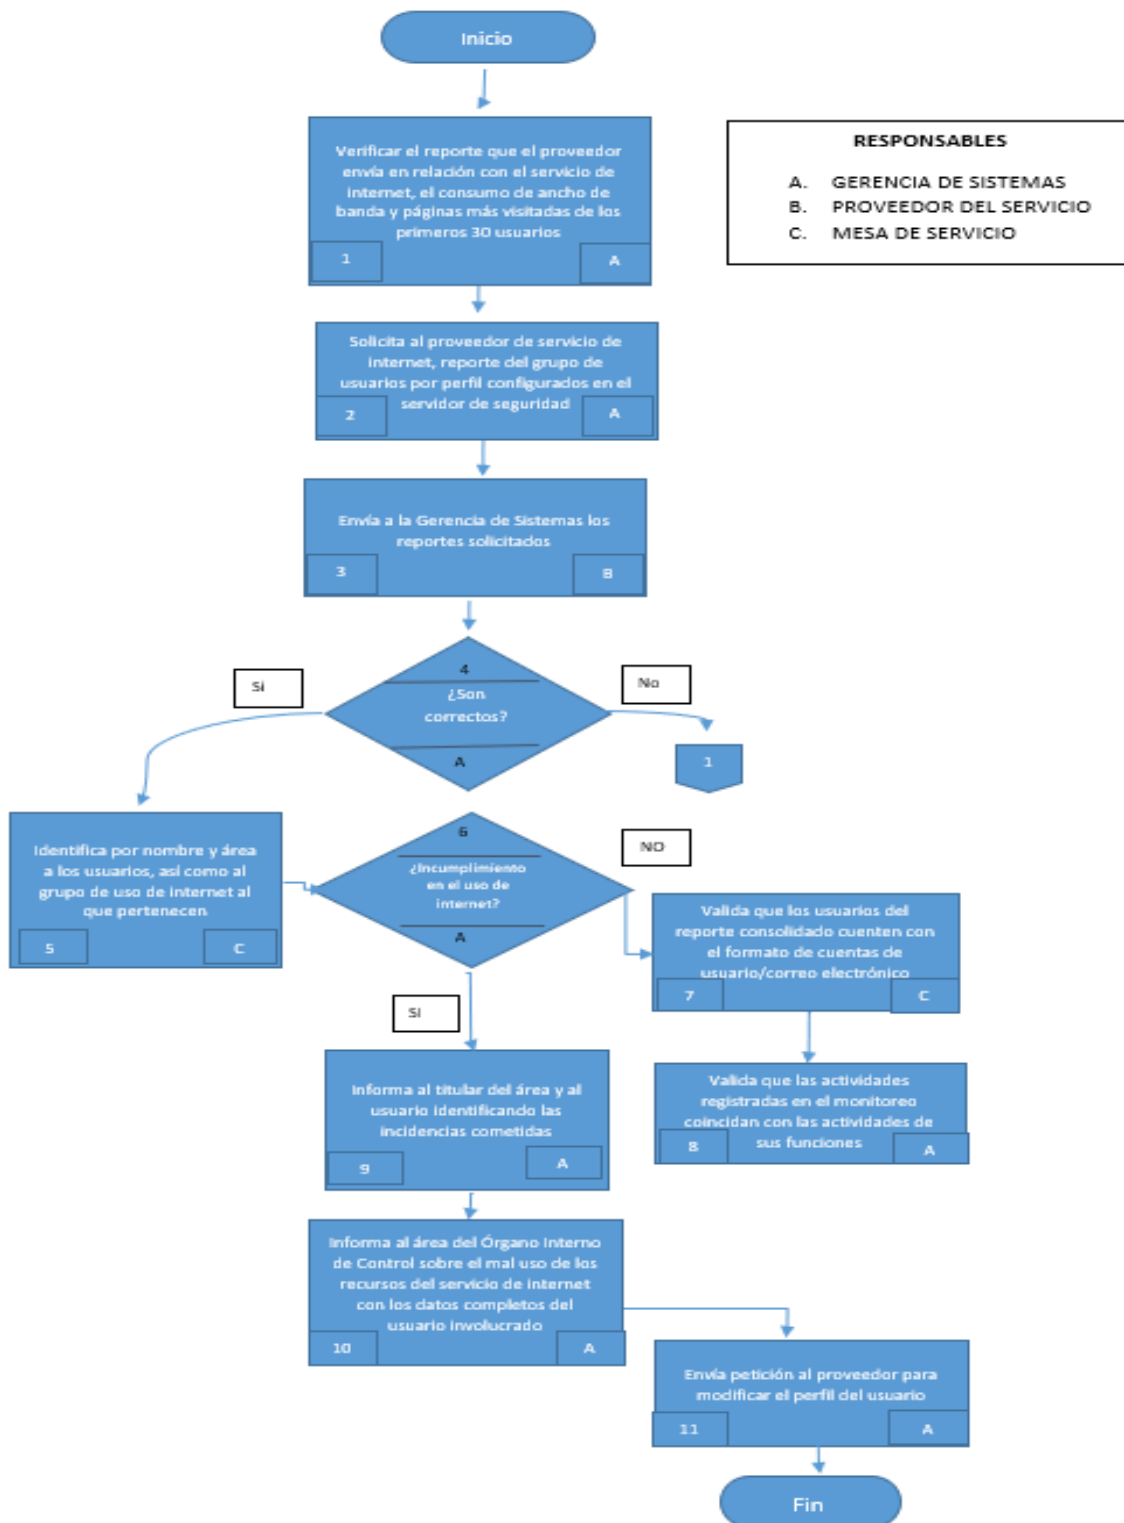 Inicio
Verificar el reporte que el proveedor
envía en relación con el servicio de
internet, el consumo de ancho de
banda y páginas más visitadas de los
primeros 30 usuarios
1
A
RESPONSABLES
A. GERENCIA DE SISTEMAS
B. PROVEEDOR DEL SERVICIO
C. MESA DE SERVICIO
Solicita al proveedor de servicio de
internet, reporte del grupo de
usuarios por perfil configurados en el
servidor de seguridad
2
A
Envía a la Gerencia de Sistemas los
reportes solicitados
3
B
4
¿Son
correctos?
A
Sí
No
1
Identifica por nombre y área
a los usuarios, así como al
grupo de uso de internet al
que pertenecen
5
C
6
¿Incumplimiento
en el uso de
internet?
A
NO
Valida que los usuarios del
reporte consolidado cuenten con
el formato de cuentas de
usuario/correo electrónico
7
C
SI
Valida que las actividades
registradas en el monitoreo
coincidan con las actividades de
sus funciones
8
A
Informa al titular del área y al
usuario identificando las
incidencias cometidas
9
A
Informa al área del Órgano Interno
de Control sobre el mal uso de los
recursos del servicio de internet
con los datos completos del
usuario involucrado
10
A
Envía petición al proveedor para
modificar el perfil del usuario
11
A
Fin